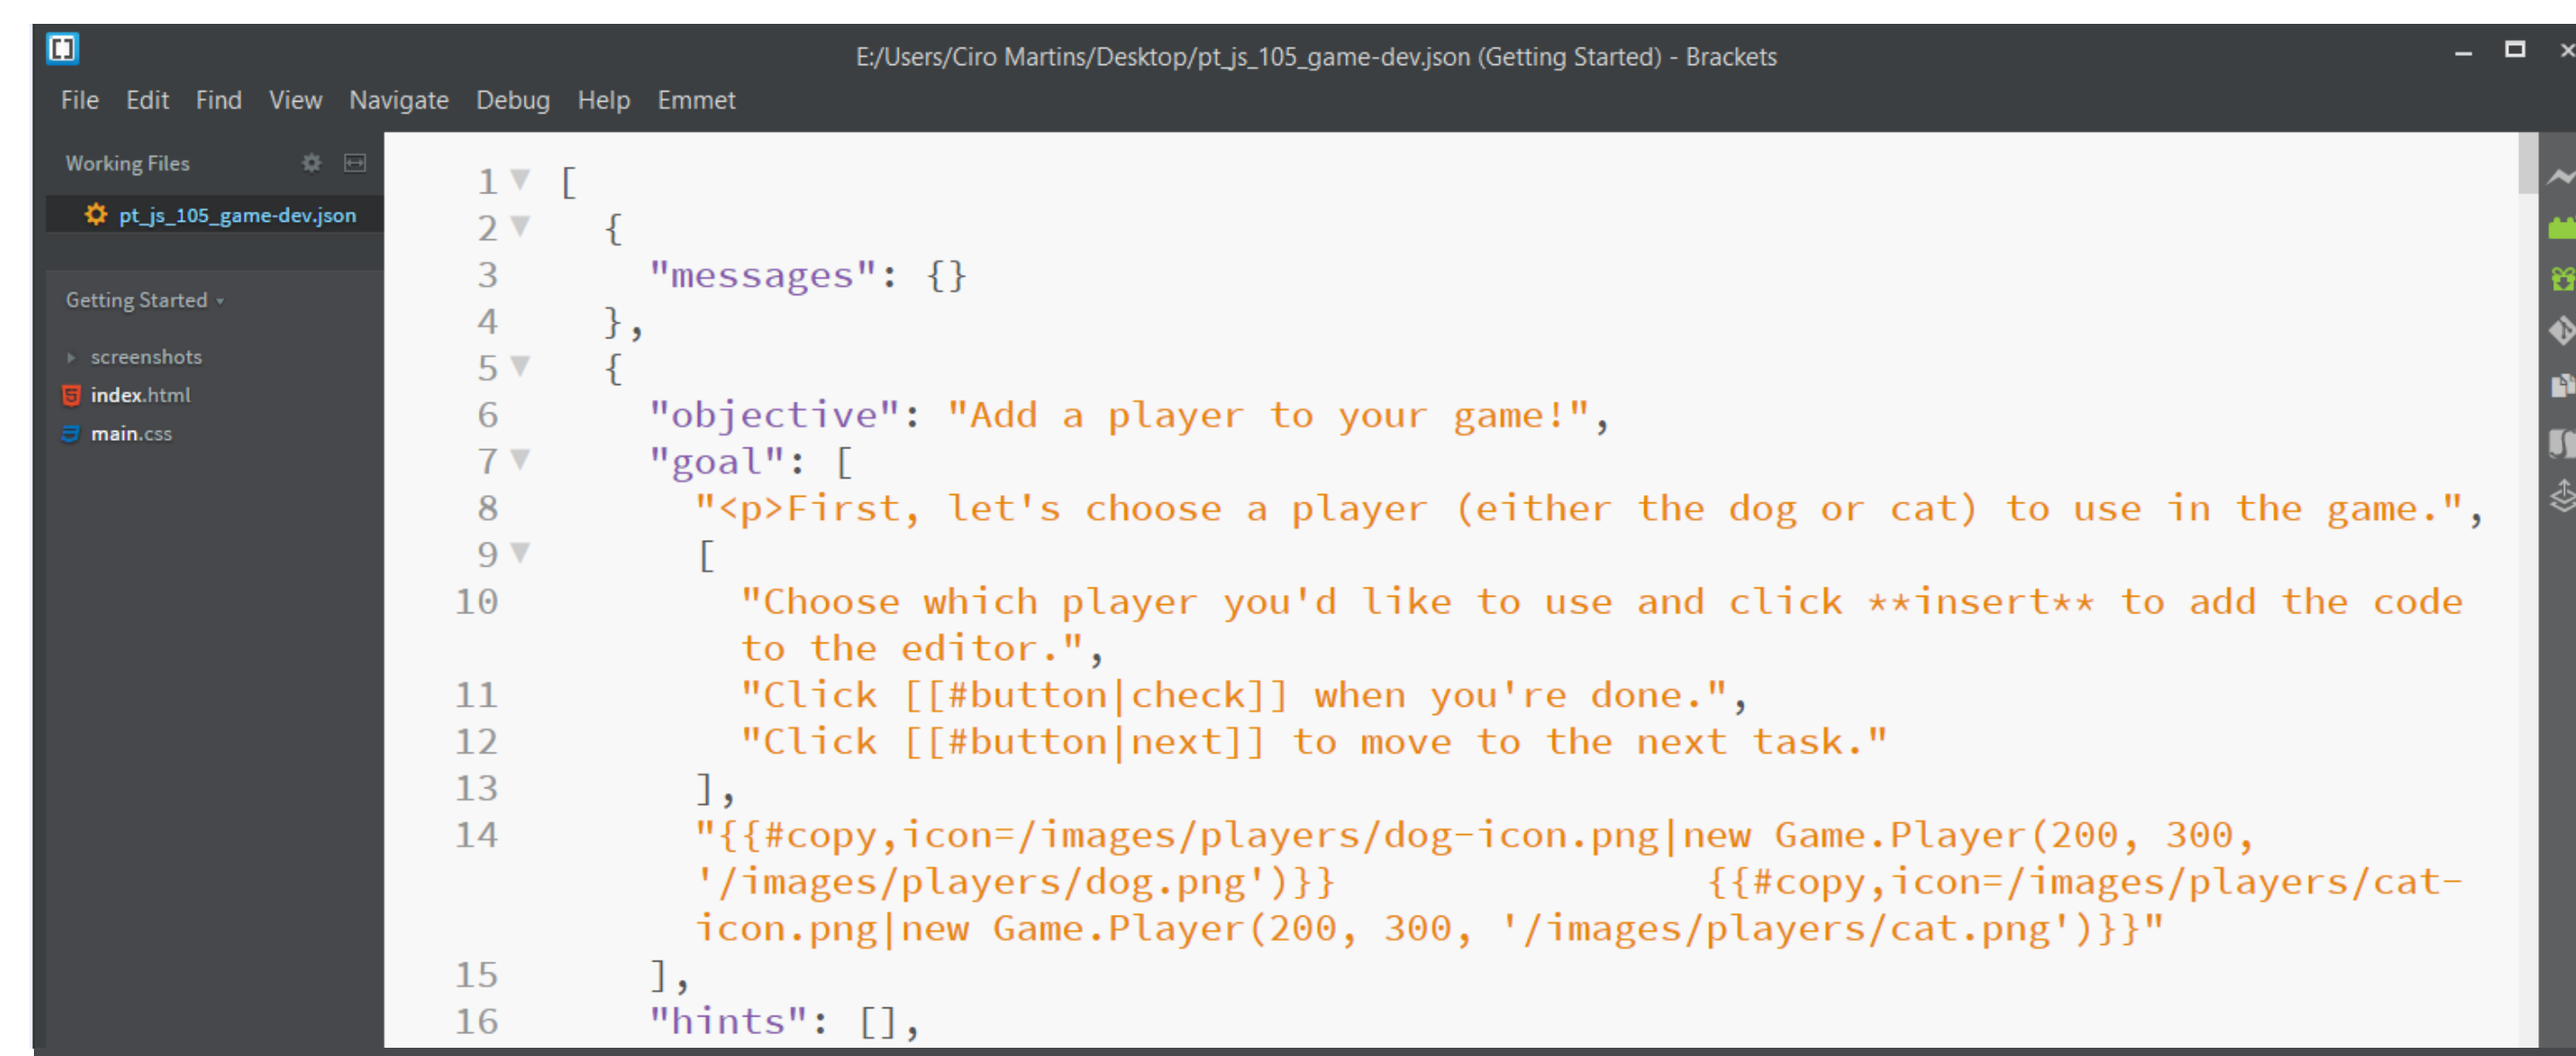 E:/Users/Ciro Martins/Desktop/pt_js_105_game-dev.json (Getting Started) - Brackets
File Edit Find View Navigate Debug Help Emmet
Working Files
pt_js_105_game-dev.json
Getting Started
screenshots
index.html
main.css
1 [
2 {
3 "messages": {}
4 },
5 {
6 "objective": "Add a player to your game!",
7 "goal": [
8 "<p>First, let's choose a player (either the dog or cat) to use in the game.",
9 [
10 "Choose which player you'd like to use and click **insert** to add the code
to the editor.",
11 "Click [[#button|check]] when you're done.",
12 "Click [[#button|next]] to move to the next task."
13 ],
14 "{{#copy,icon=/images/players/dog-icon.png|new Game.Player(200, 300,
'/images/players/dog.png')}} {{#copy,icon=/images/players/cat-
icon.png|new Game.Player(200, 300, '/images/players/cat.png')}}"
15 ],
16 "hints": [],